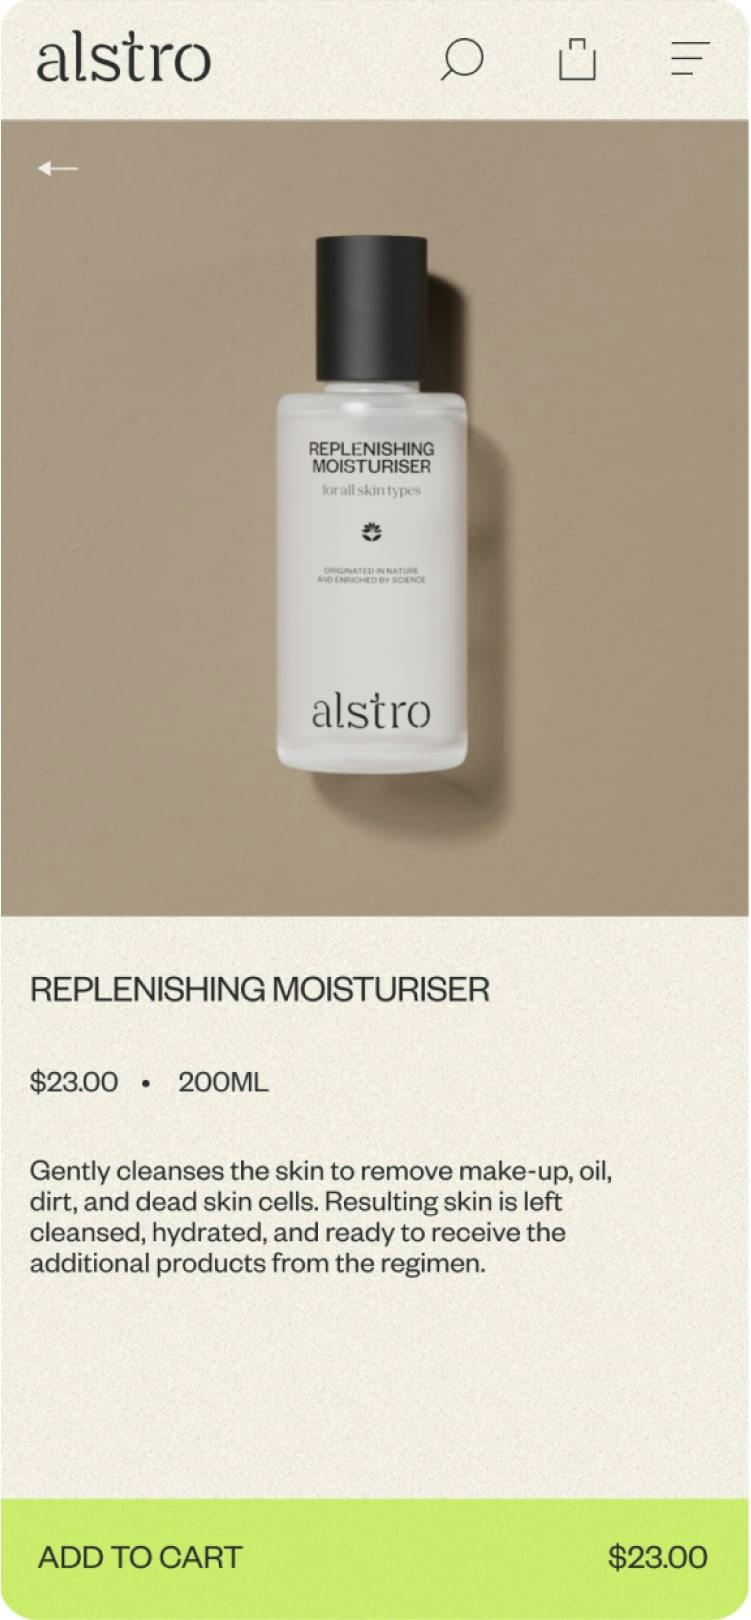 alstro
REPLENISHING
MOISTURISER
for all skin types
ORIGINATED IN NATURE
AND ENRICHED BY SCIENCE
alstro
REPLENISHING MOISTURISER
$23.00 • 200ML
Gently cleanses the skin to remove make-up, oil,
dirt, and dead skin cells. Resulting skin is left
cleansed, hydrated, and ready to receive the
additional products from the regimen.
ADD TO CART $23.00